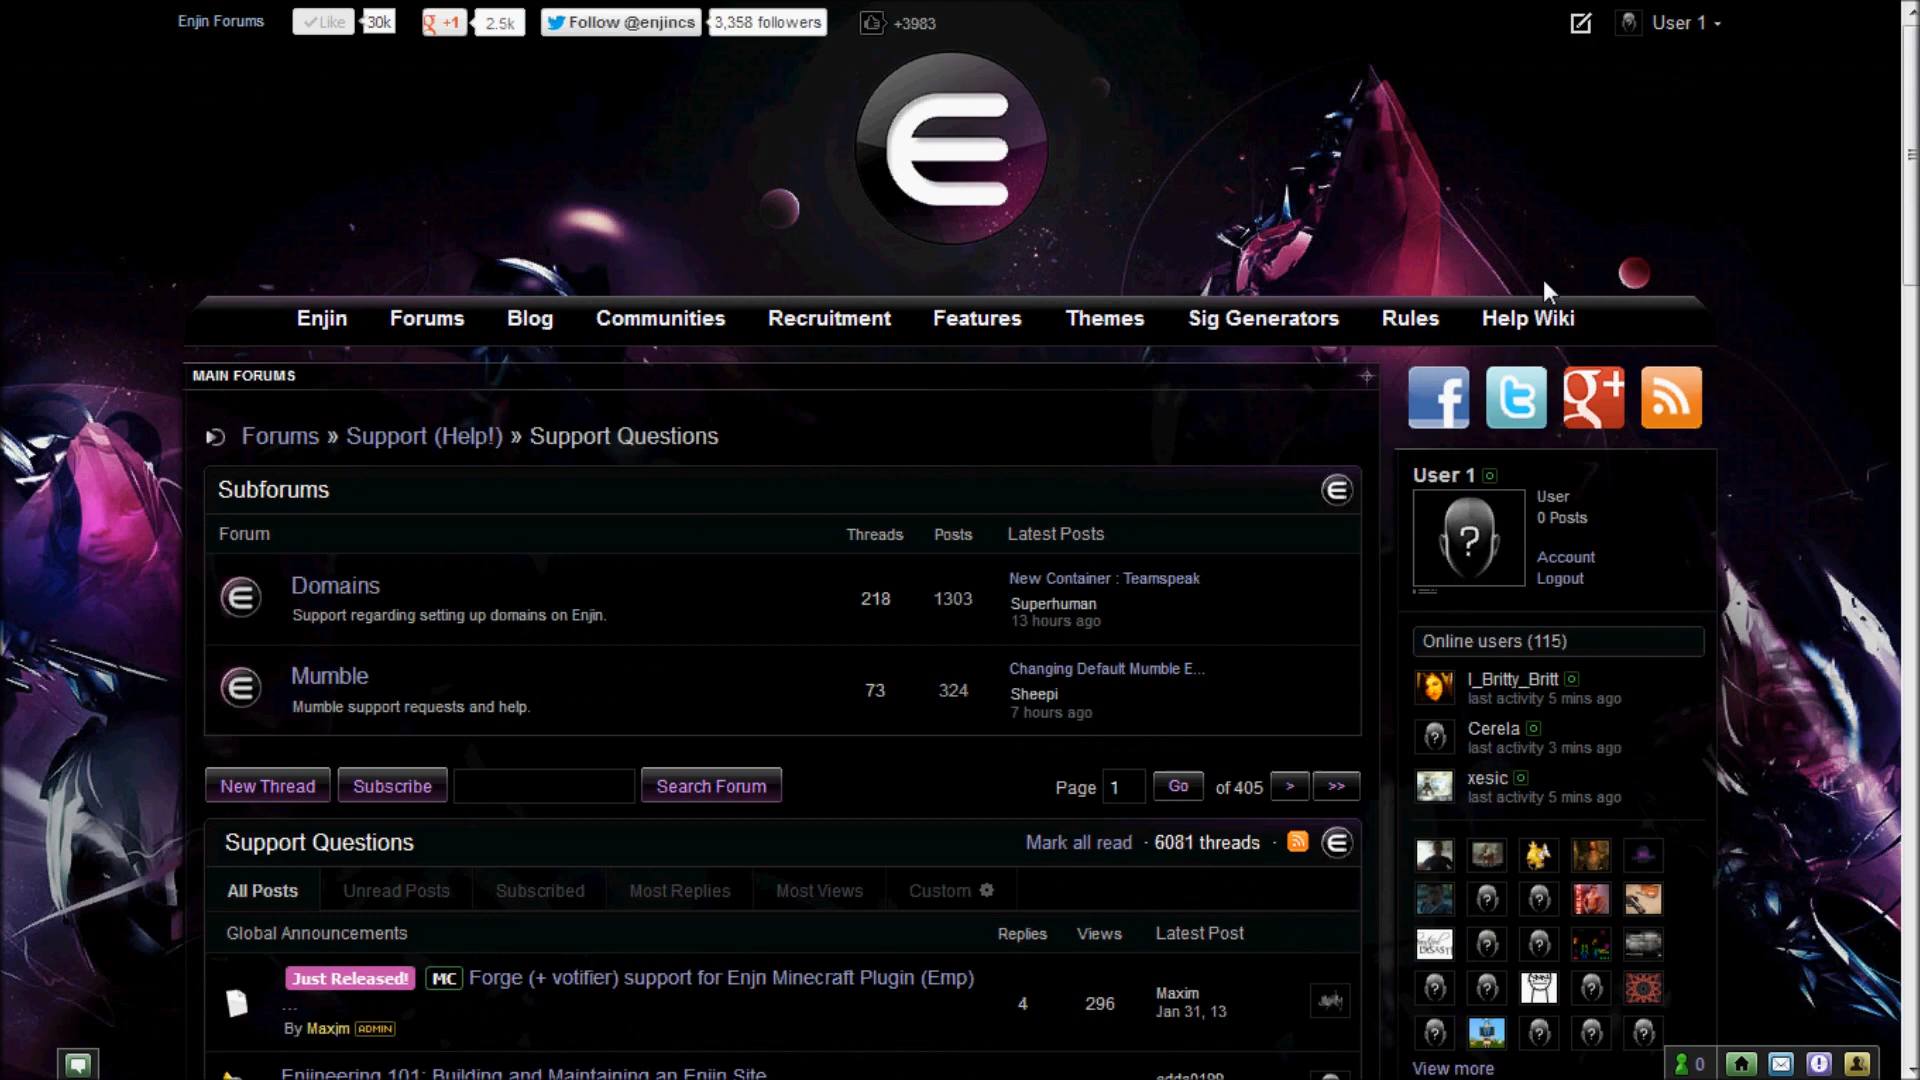 Enjin Forums Like 30k +1 2.5k Follow @enjincs 3,358 followers +3983 User 1
Enjin Forums Blog Communities Recruitment Features Themes Sig Generators Rules Help Wiki
MAIN FORUMS
Forums » Support (Help!) » Support Questions
Subforums
Forum Threads Posts Latest Posts
Domains
Support regarding setting up domains on Enjin.
218 1303
New Container : Teamspeak
Superhuman
13 hours ago
Mumble
Mumble support requests and help.
73 324
Changing Default Mumble E...
Sheepi
7 hours ago
New Thread Subscribe Search Forum Page 1 Go of 405 > >>
Support Questions Mark all read · 6081 threads ·
All Posts Unread Posts Subscribed Most Replies Most Views Custom
Global Announcements Replies Views Latest Post
Just Released! MC Forge (+ votifier) support for Enjn Minecraft Plugin (Emp)
...
By Maxim ADMIN
4 296
Maxim
Jan 31, 13
Enjineering 101: Building and Maintaining an Enjin Site
User 1
User
0 Posts
Account
Logout
Online users (115)
I_Britty_Britt
last activity 5 mins ago
Cerela
last activity 3 mins ago
xesic
last activity 5 mins ago
View more
0